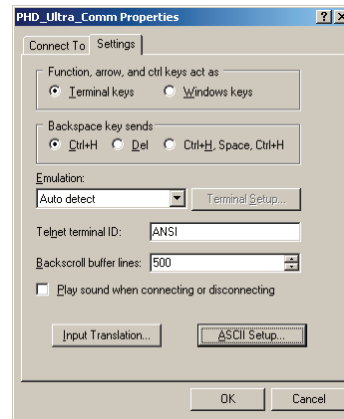 PHD_Ultra_Comm Properties
Connect To Settings
Function, arrow, and ctrl keys act as
Terminal keys Windows keys
Backspace key sends
Ctrl+H Del Ctrl+H, Space, Ctrl+H
Emulation:
Auto detect Terminal Setup...
Telnet terminal ID: ANSI
Backscroll buffer lines: 500
Play sound when connecting or disconnecting
Input Translation... ASCII Setup...
OK Cancel